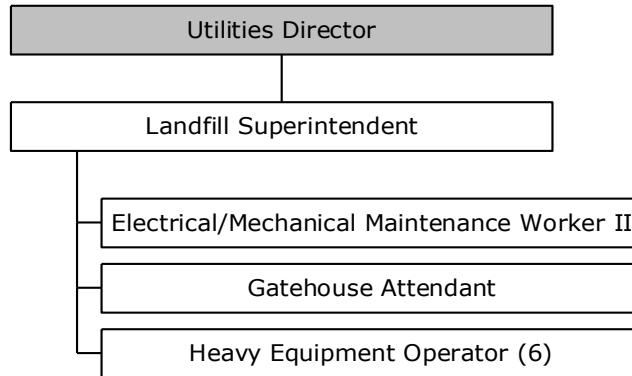 Utilities Director
Landfill Superintendent
Electrical/Mechanical Maintenance Worker II
Gatehouse Attendant
Heavy Equipment Operator (6)